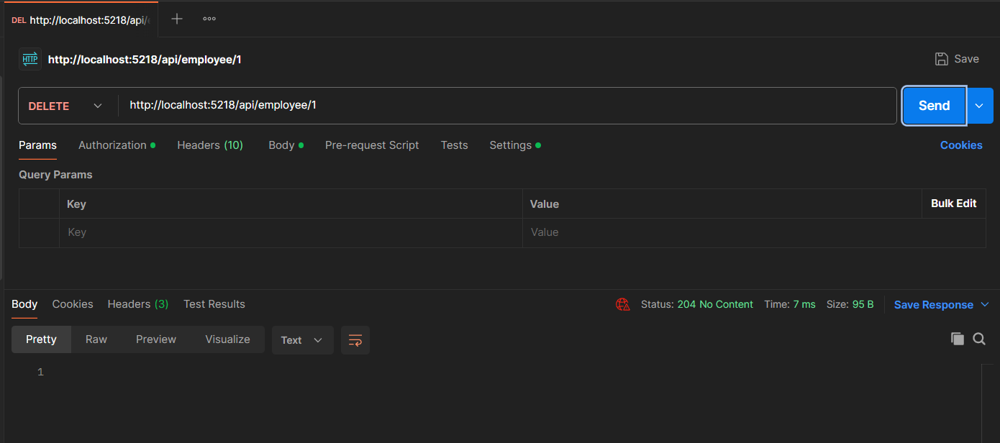 DEL http://localhost:5218/api/
HTTP http://localhost:5218/api/employee/1 Save
DELETE http://localhost:5218/api/employee/1 Send
Params Authorization Headers (10) Body Pre-request Script Tests Settings Cookies
Query Params
Key Value Bulk Edit
Key Value
Body Cookies Headers (3) Test Results Status: 204 No Content Time: 7 ms Size: 95 B Save Response
Pretty Raw Preview Visualize Text
1